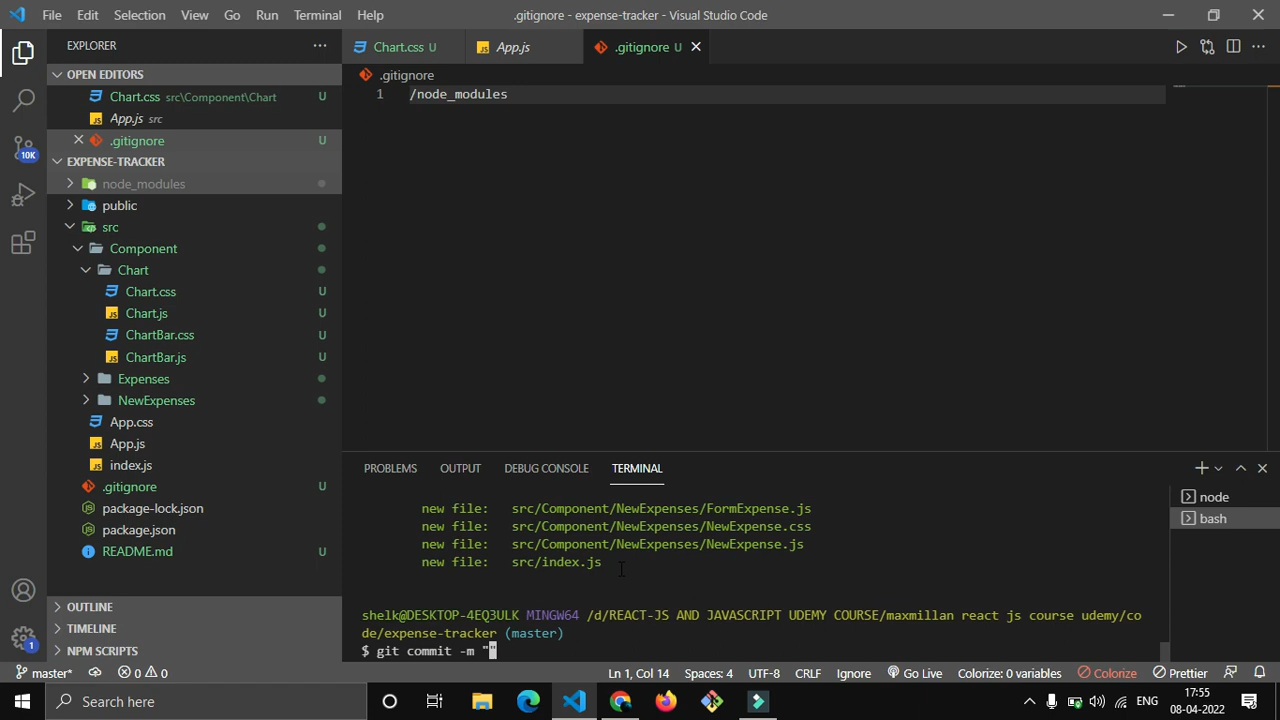 File Edit Selection View Go Run Terminal Help
.gitignore - expense-tracker - Visual Studio Code
EXPLORER
OPEN EDITORS
Chart.css src\Component\Chart U
App.js src
.gitignore U
EXPENSE-TRACKER
node_modules
public
src
Component
Chart
Chart.css U
Chart.js U
ChartBar.css U
ChartBar.js U
Expenses
NewExpenses
App.css
App.js
index.js
.gitignore U
package-lock.json
package.json
README.md
OUTLINE
TIMELINE
NPM SCRIPTS
10K
1
Chart.css U
App.js
.gitignore U
.gitignore
1 /node_modules
PROBLEMS OUTPUT DEBUG CONSOLE TERMINAL
new file: src/Component/NewExpenses/FormExpense.js
new file: src/Component/NewExpenses/NewExpense.css
new file: src/Component/NewExpenses/NewExpense.js
new file: src/index.js
shelk@DESKTOP-4EQ3ULK MINGW64 /d/REACT-JS AND JAVASCRIPT UDEMY COURSE/maxmillan react js course udemy/co
de/expense-tracker (master)
$ git commit -m ""
node
bash
master* 0 0 Ln 1, Col 14 Spaces: 4 UTF-8 CRLF Ignore Go Live Colorize: 0 variables Colorize Prettier
Search here
ENG
17:55
08-04-2022